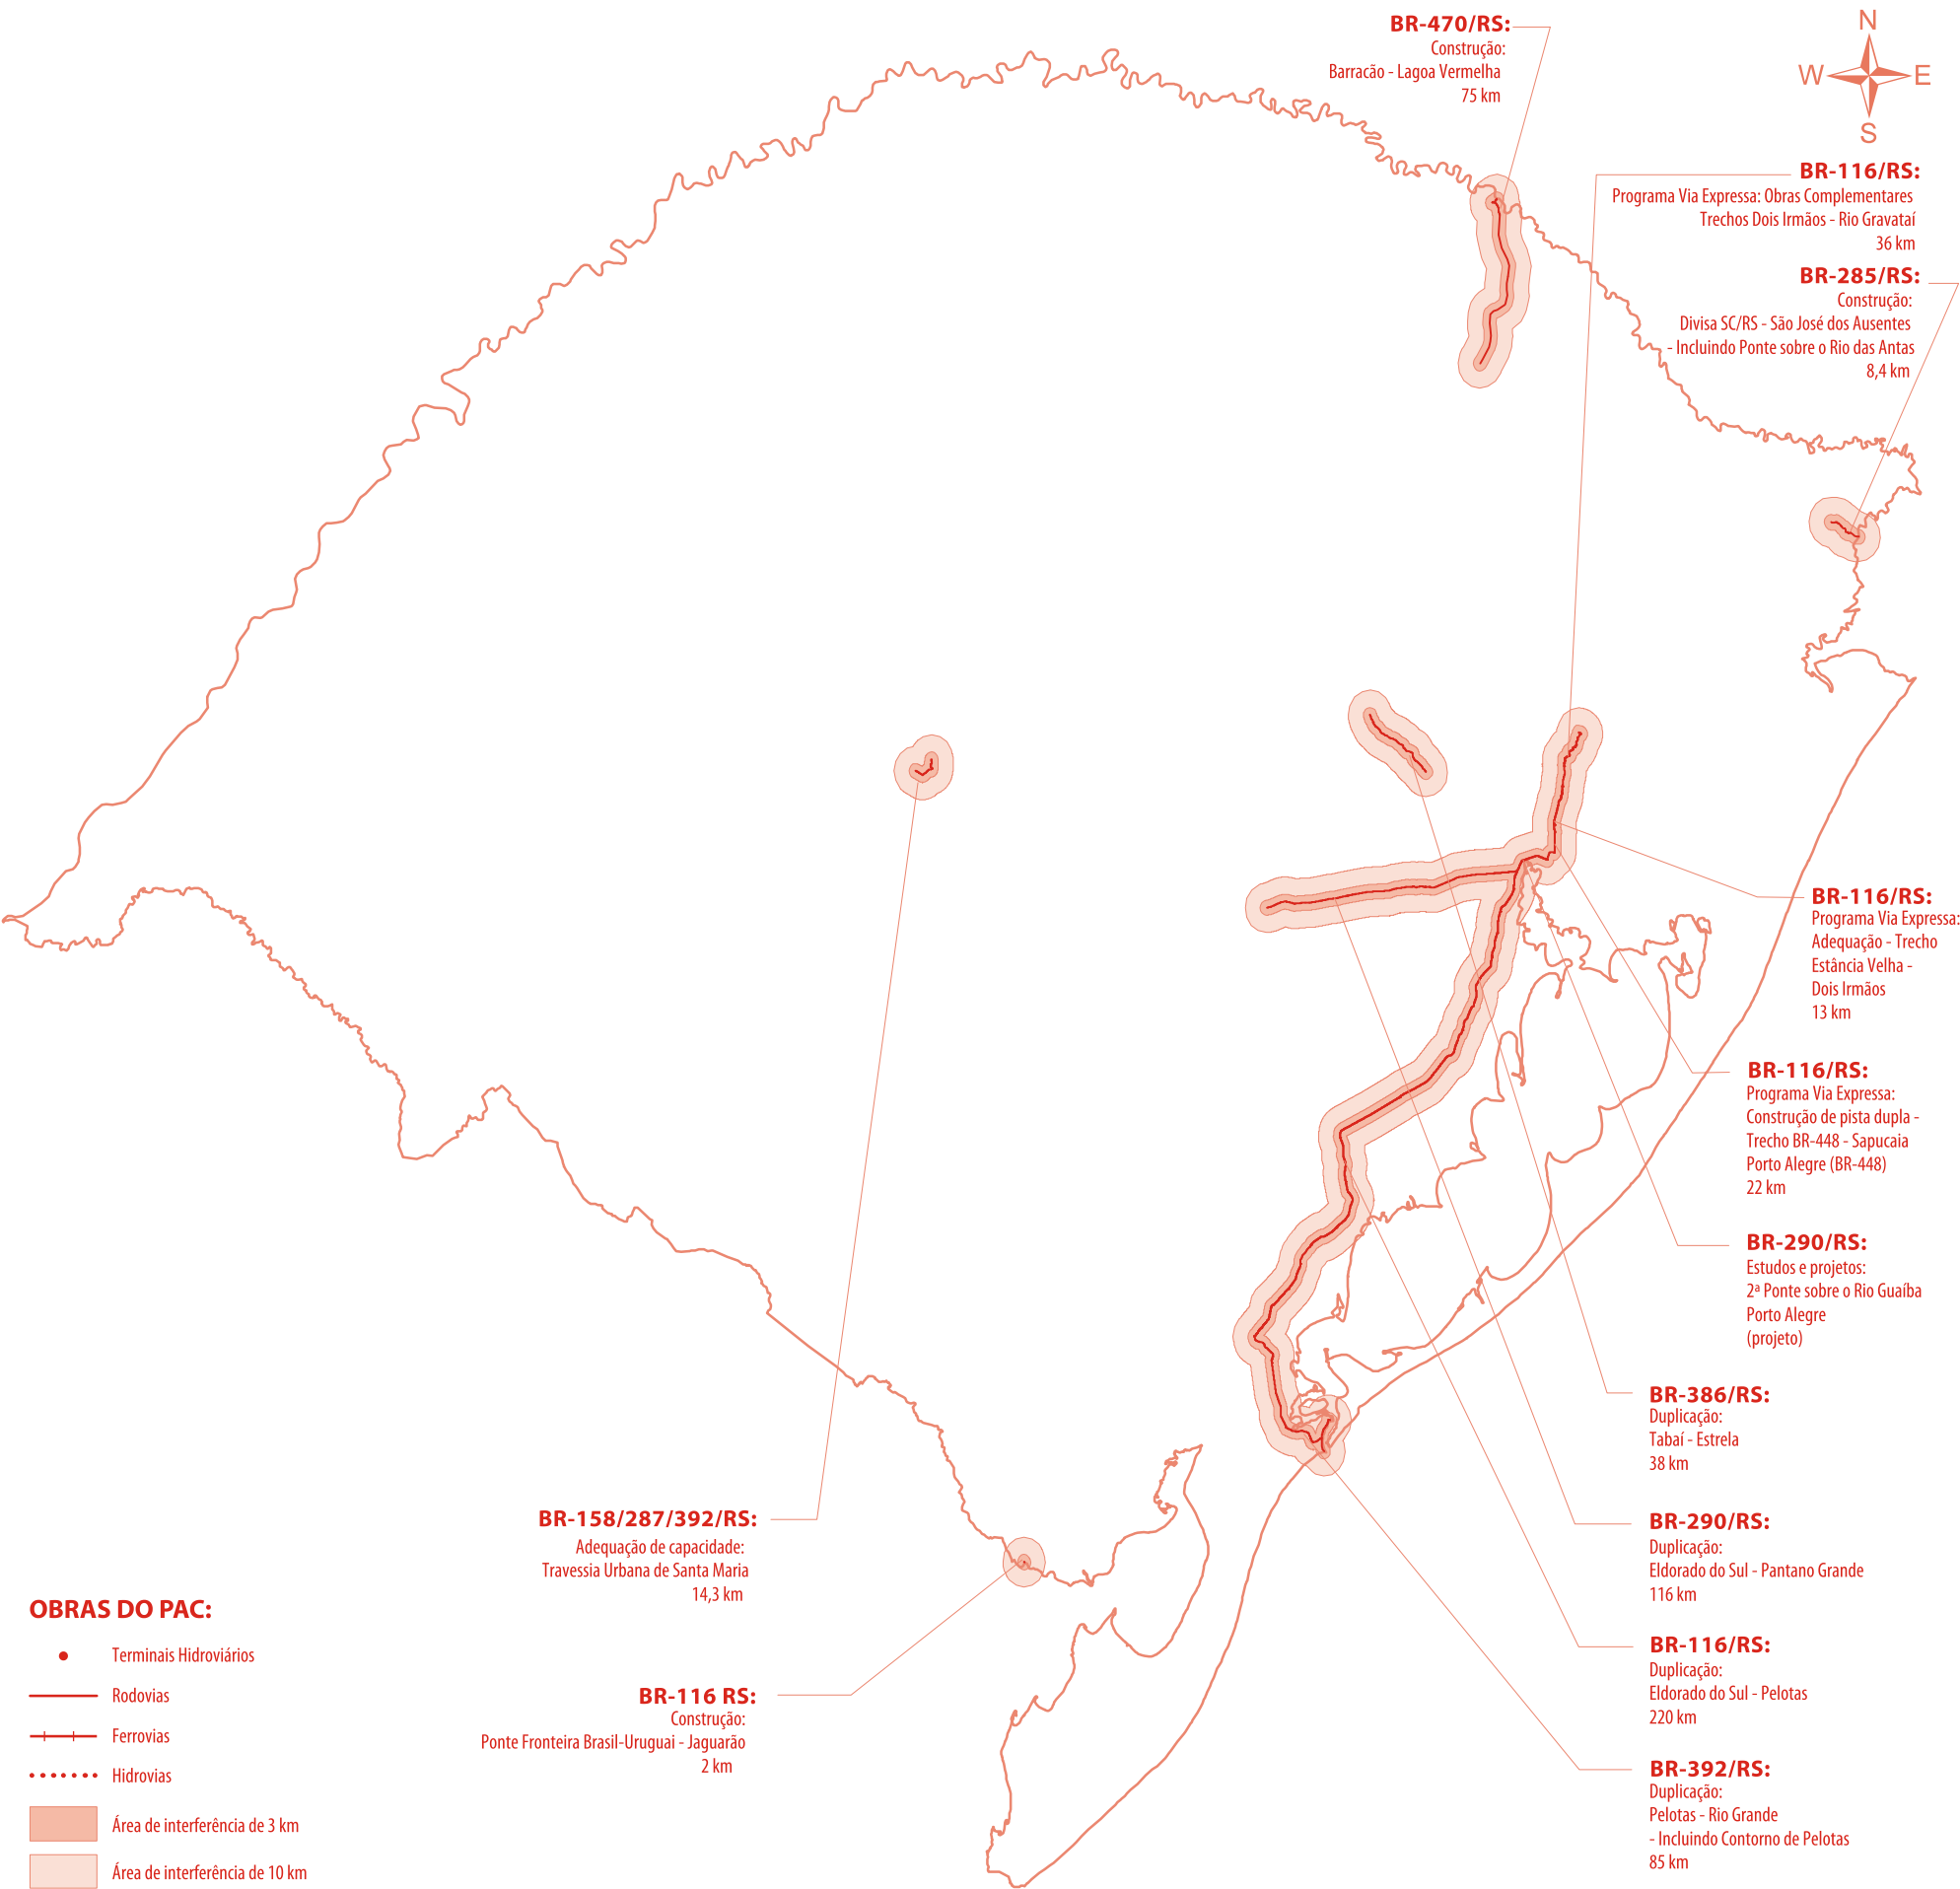 BR-470/RS:
Construção:
Barracão - Lagoa Vermelha
75 km
N
W
E
S
BR-116/RS:
Programa Via Expressa: Obras Complementares
Trechos Dois Irmãos - Rio Gravataí
36 km
BR-285/RS:
Construção:
Divisa SC/RS - São José dos Ausentes
- Incluindo Ponte sobre o Rio das Antas
8,4 km
BR-116/RS:
Programa Via Expressa:
Adequação - Trecho
Estância Velha -
Dois Irmãos
13 km
BR-116/RS:
Programa Via Expressa:
Construção de pista dupla -
Trecho BR-448 - Sapucaia
Porto Alegre (BR-448)
22 km
BR-290/RS:
Estudos e projetos:
2ª Ponte sobre o Rio Guaíba
Porto Alegre
(projeto)
BR-386/RS:
Duplicação:
Tabaí - Estrela
38 km
BR-290/RS:
Duplicação:
Eldorado do Sul - Pantano Grande
116 km
BR-116/RS:
Duplicação:
Eldorado do Sul - Pelotas
220 km
BR-392/RS:
Duplicação:
Pelotas - Rio Grande
- Incluindo Contorno de Pelotas
85 km
BR-158/287/392/RS:
Adequação de capacidade:
Travessia Urbana de Santa Maria
14,3 km
BR-116 RS:
Construção:
Ponte Fronteira Brasil-Uruguai - Jaguarão
2 km
OBRAS DO PAC:
Terminais Hidroviários
Rodovias
Ferrovias
Hidrovias
Área de interferência de 3 km
Área de interferência de 10 km